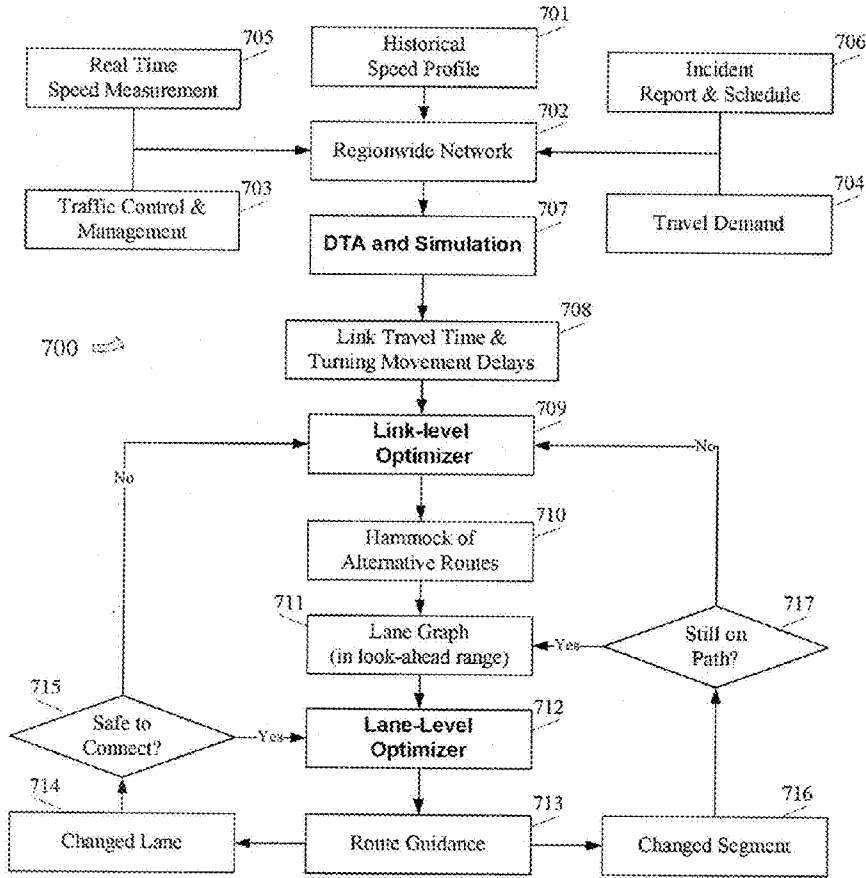 701
Historical
Speed Profile
705
Real Time
Speed Measurement
706
Incident
Report & Schedule
702
Regionwide Network
703
Traffic Control &
Management
704
Travel Demand
707
DTA and Simulation
700
708
Link Travel Time &
Turning Movement Delays
709
Link-level
Optimizer
No
No
710
Hammock of
Alternative Routes
711
Lane Graph
(in look-ahead range)
Yes
717
Still on
Path?
715
Safe to
Connect?
Yes
712
Lane-Level
Optimizer
714
Changed Lane
713
Route Guidance
716
Changed Segment